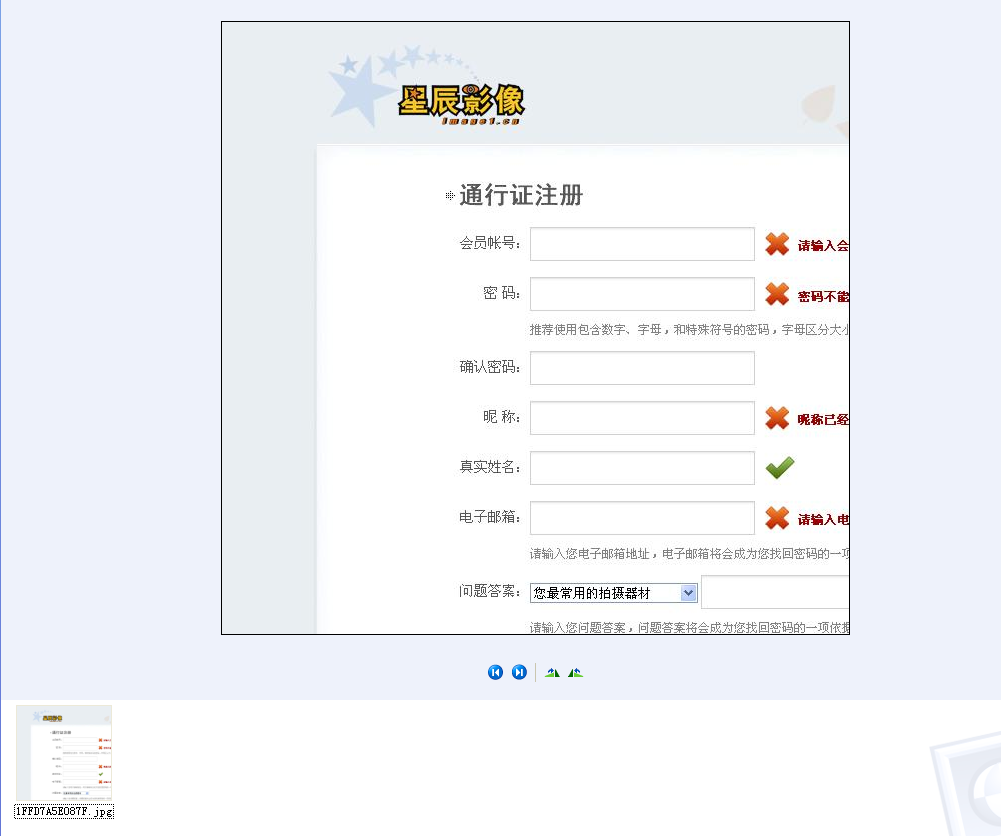 星辰影像
image1.cn
通行证注册
会员帐号：
请输入会
密 码：
密码不能
推荐使用包含数字、字母，和特殊符号的密码，字母区分大小
确认密码：
昵 称：
昵称已经
真实姓名：
电子邮箱：
请输入电
请输入您电子邮箱地址，电子邮箱将会成为您找回密码的一项
问题答案：
您最常用的拍摄器材
请输入您问题答案，问题答案将会成为您找回密码的一项依据
1FFD7A5E087F.jpg